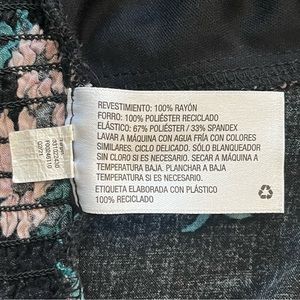 REVESTIMIENTO: 100% RAYÓN
FORRO: 100% POLIÉSTER RECICLADO
ELÁSTICO: 67% POLIÉSTER / 33% SPANDEX
LAVAR A MÁQUINA CON AGUA FRÍA CON COLORES
SIMILARES. CICLO DELICADO. SÓLO BLANQUEADOR
SIN CLORO SI ES NECESARIO. SECAR A MÁQUINA
TEMPERATURA BAJA. PLANCHAR A BAJA
TEMPERATURA SI ES NECESARIO.
ETIQUETA ELABORADA CON PLÁSTICO
100% RECICLADO